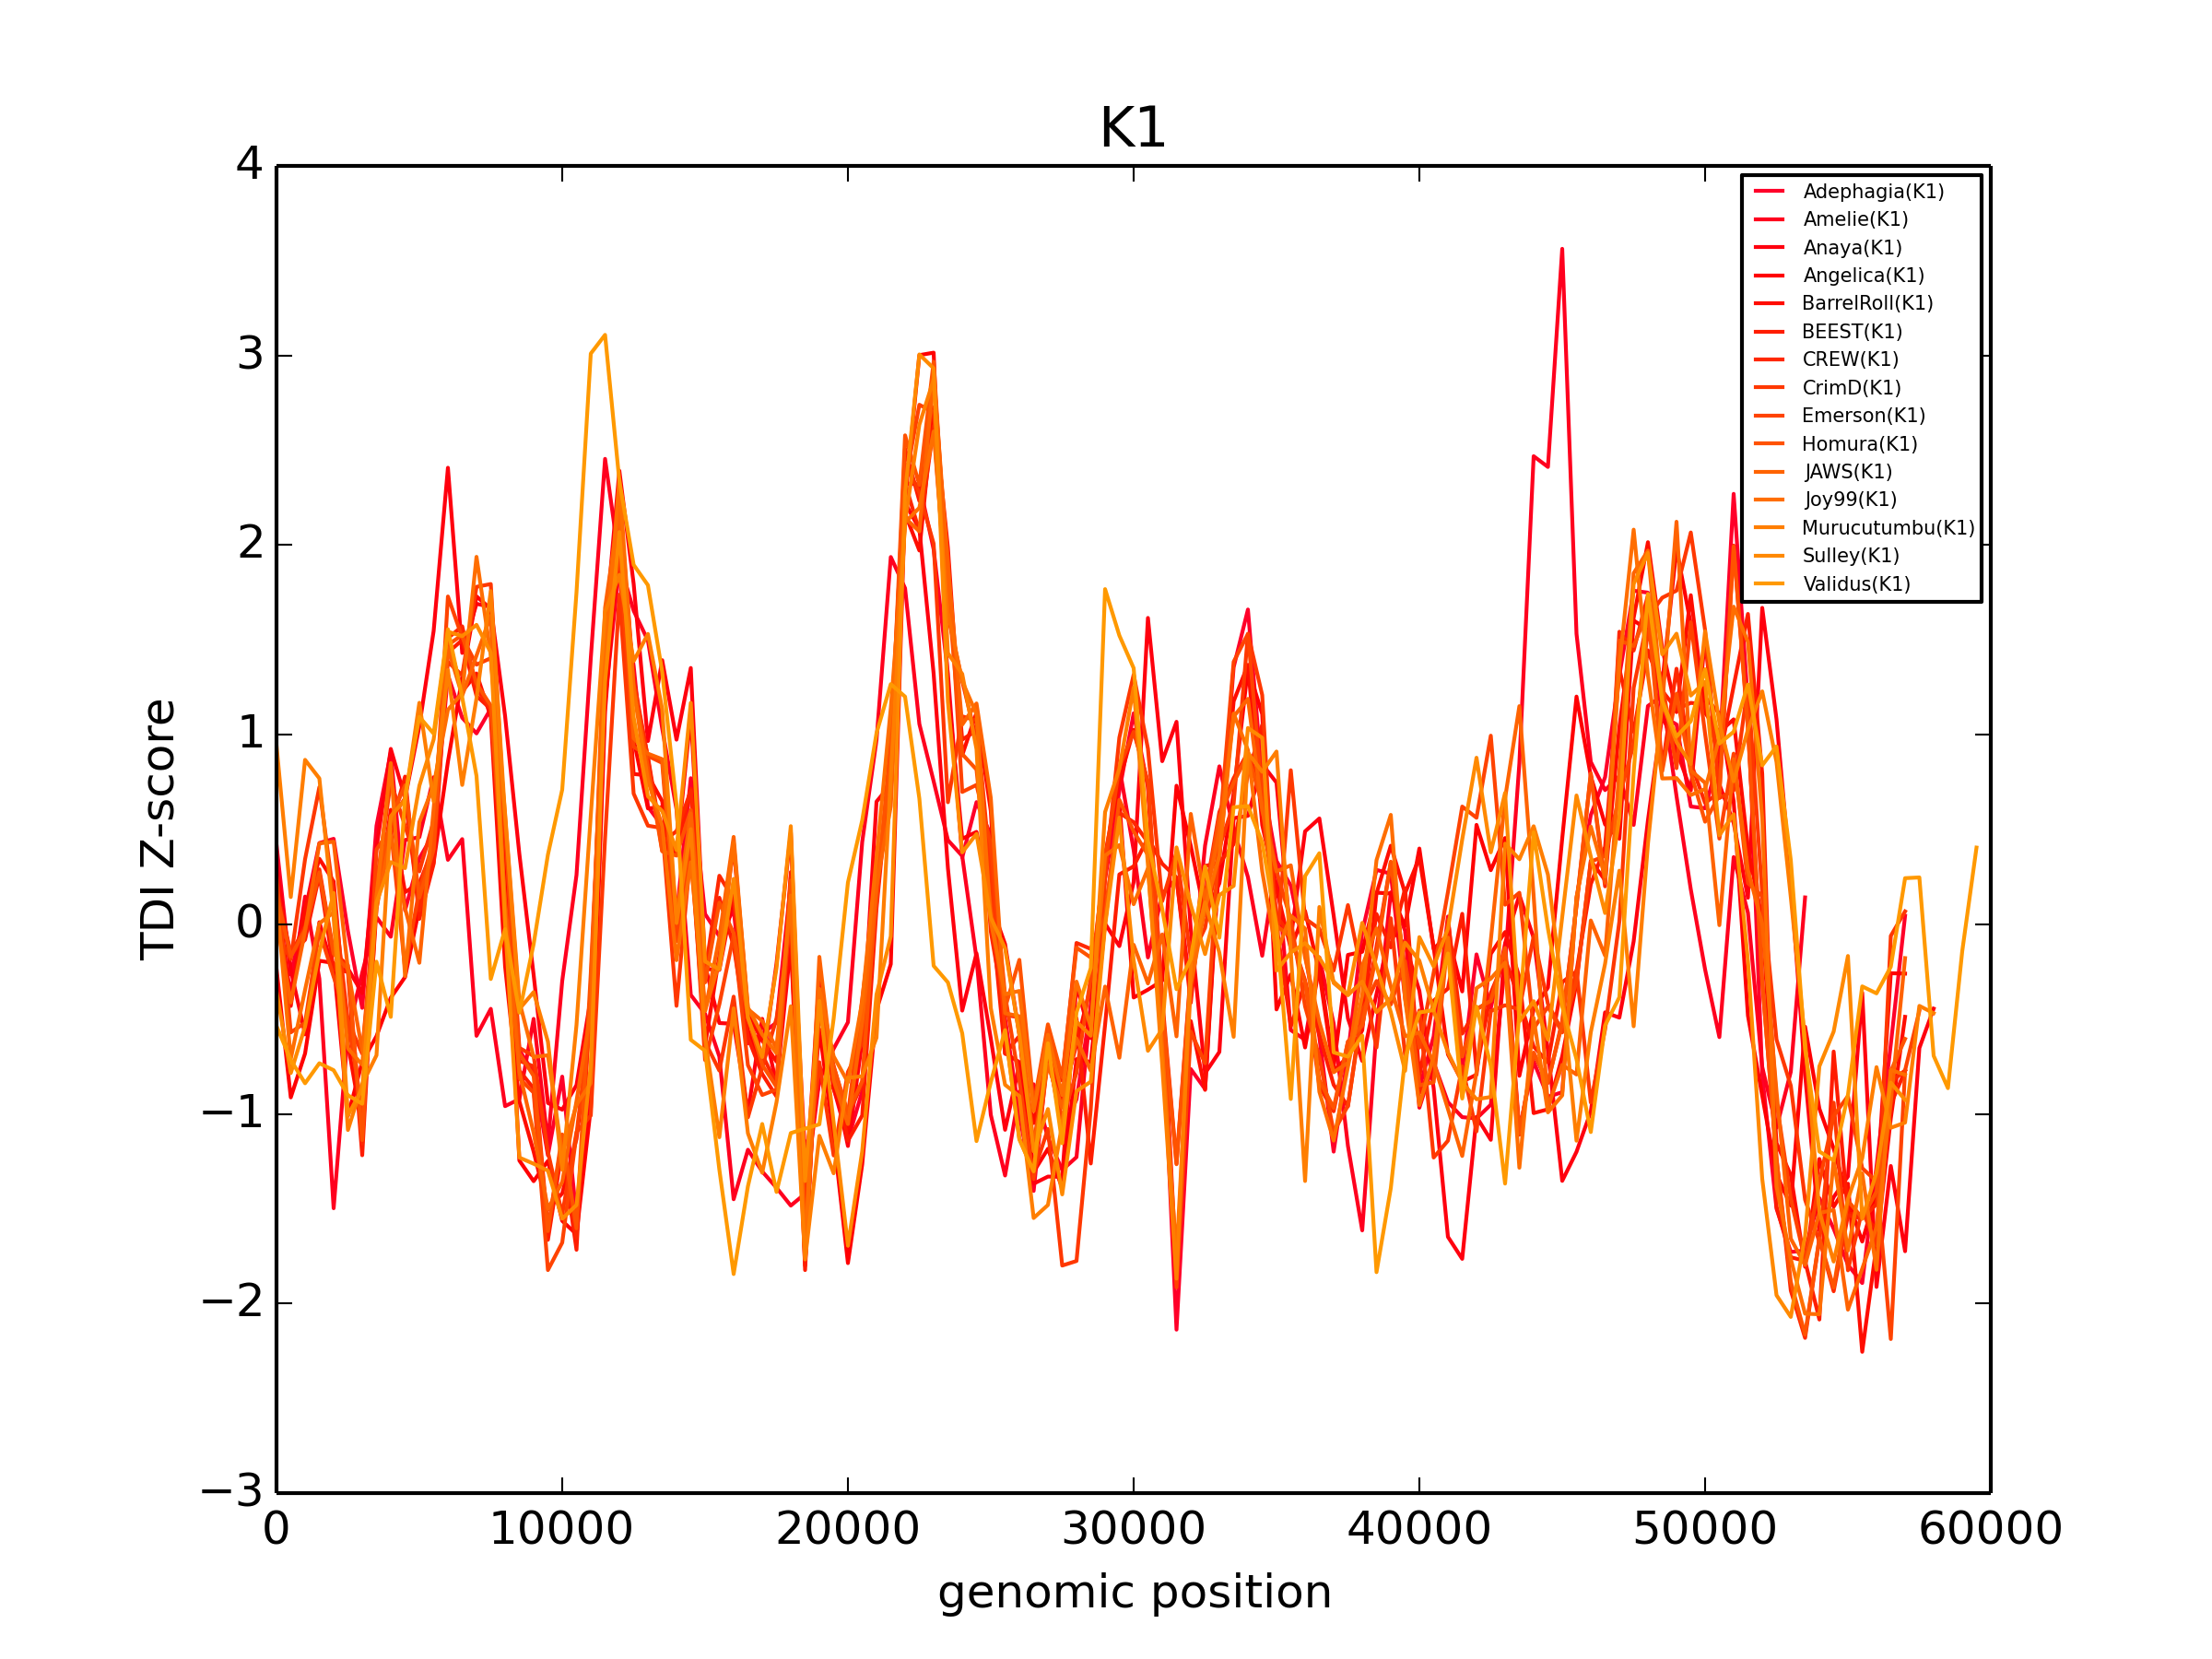 K1
4
3
2
1
0
−1
−2
−3
TDI Z-score
0 10000 20000 30000 40000 50000 60000
genomic position
Adephagia(K1)
Amelie(K1)
Anaya(K1)
Angelica(K1)
BarrelRoll(K1)
BEEST(K1)
CREW(K1)
CrimD(K1)
Emerson(K1)
Homura(K1)
JAWS(K1)
Joy99(K1)
Murucutumbu(K1)
Sulley(K1)
Validus(K1)